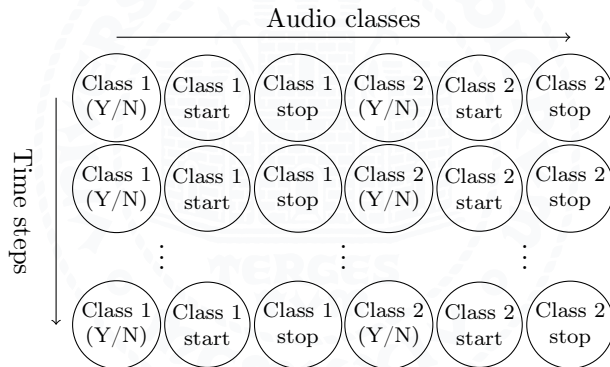 Audio classes
Time steps
Class 1 (Y/N)
Class 1 start
Class 1 stop
Class 2 (Y/N)
Class 2 start
Class 2 stop
Class 1 (Y/N)
Class 1 start
Class 1 stop
Class 2 (Y/N)
Class 2 start
Class 2 stop
Class 1 (Y/N)
Class 1 start
Class 1 stop
Class 2 (Y/N)
Class 2 start
Class 2 stop
TERGES